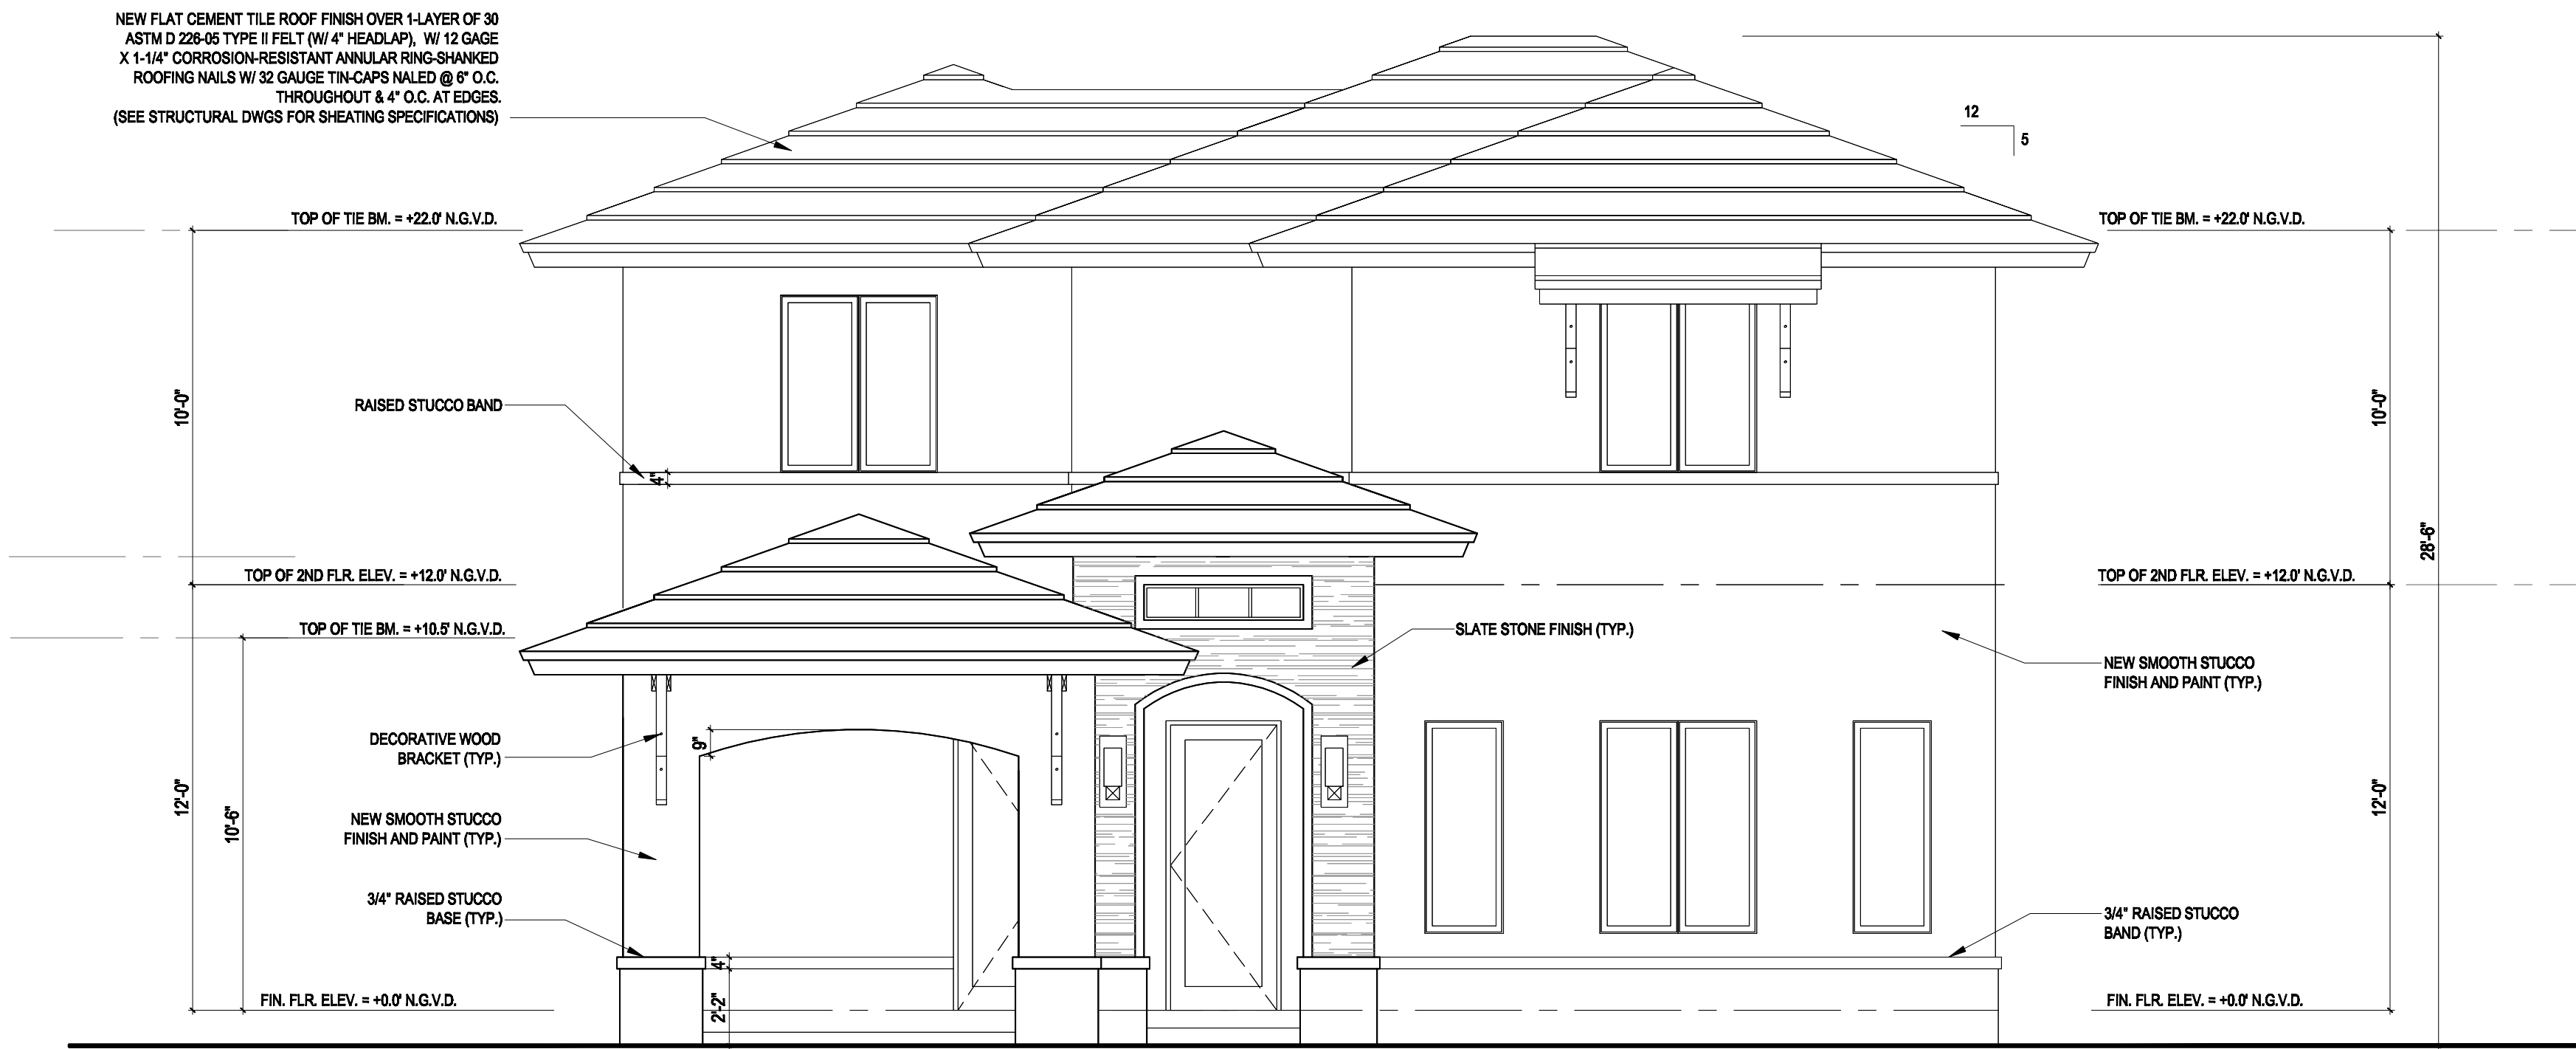 NEW FLAT CEMENT TILE ROOF FINISH OVER 1-LAYER OF 30
ASTM D 226-05 TYPE II FELT (W/ 4" HEADLAP), W/ 12 GAGE
X 1-1/4" CORROSION-RESISTANT ANNULAR RING-SHANKED
ROOFING NAILS W/ 32 GAUGE TIN-CAPS NALED @ 6" O.C.
THROUGHOUT & 4" O.C. AT EDGES.
(SEE STRUCTURAL DWGS FOR SHEATING SPECIFICATIONS)
12
5
TOP OF TIE BM. = +22.0' N.G.V.D.
TOP OF TIE BM. = +22.0' N.G.V.D.
10'-0"
RAISED STUCCO BAND
4"
10'-0"
28'-6"
TOP OF 2ND FLR. ELEV. = +12.0' N.G.V.D.
TOP OF 2ND FLR. ELEV. = +12.0' N.G.V.D.
TOP OF TIE BM. = +10.5' N.G.V.D.
SLATE STONE FINISH (TYP.)
NEW SMOOTH STUCCO
FINISH AND PAINT (TYP.)
DECORATIVE WOOD
BRACKET (TYP.)
9"
12'-0"
10'-6"
12'-0"
NEW SMOOTH STUCCO
FINISH AND PAINT (TYP.)
3/4" RAISED STUCCO
BASE (TYP.)
3/4" RAISED STUCCO
BAND (TYP.)
4"
2'-2"
FIN. FLR. ELEV. = +0.0' N.G.V.D.
FIN. FLR. ELEV. = +0.0' N.G.V.D.